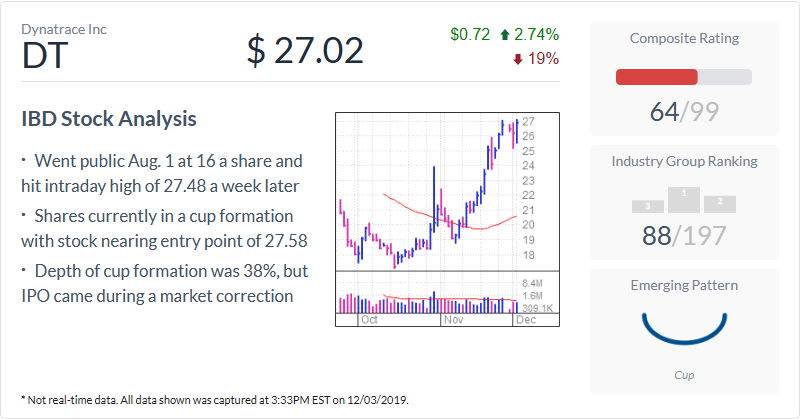 Dynatrace Inc
DT
$ 27.02
$0.72 2.74%
19%
IBD Stock Analysis
· Went public Aug. 1 at 16 a share and
hit intraday high of 27.48 a week later
· Shares currently in a cup formation
with stock nearing entry point of 27.58
· Depth of cup formation was 38%, but
IPO came during a market correction
27
26
25
24
23
22
21
20
19
18
8.4M
1.6M
309.1K
Oct Nov Dec
Composite Rating
64/99
Industry Group Ranking
3 1 2
88/197
Emerging Pattern
Cup
* Not real-time data. All data shown was captured at 3:33PM EST on 12/03/2019.